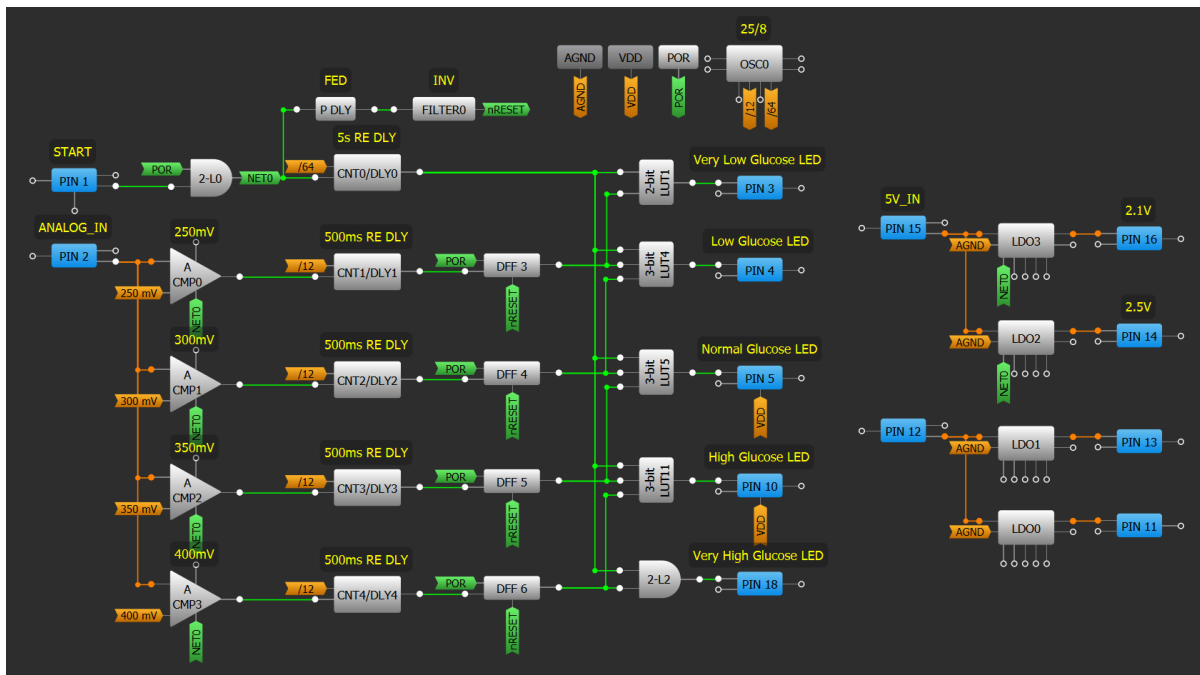 25/8
AGND
VDD
POR
OSC0
AGND
VDD
POR
/12
/64
FED
INV
P DLY
FILTER0
nRESET
5s RE DLY
START
PIN 1
POR
2-L0
NET0
/64
CNT0/DLY0
2-bit
LUT1
Very Low Glucose LED
PIN 3
ANALOG_IN
PIN 2
250mV
A
CMP0
250 mV
NET0
500ms RE DLY
/12
CNT1/DLY1
POR
DFF 3
nRESET
3-bit
LUT4
Low Glucose LED
PIN 4
300mV
A
CMP1
300 mV
NET0
500ms RE DLY
/12
CNT2/DLY2
POR
DFF 4
nRESET
3-bit
LUT5
Normal Glucose LED
PIN 5
VDD
350mV
A
CMP2
350 mV
NET0
500ms RE DLY
/12
CNT3/DLY3
POR
DFF 5
nRESET
3-bit
LUT11
High Glucose LED
PIN 10
VDD
400mV
A
CMP3
400 mV
NET0
500ms RE DLY
/12
CNT4/DLY4
POR
DFF 6
nRESET
2-L2
Very High Glucose LED
PIN 18
5V_IN
PIN 15
AGND
LDO3
NET0
2.1V
PIN 16
AGND
LDO2
NET0
2.5V
PIN 14
PIN 12
AGND
LDO1
PIN 13
AGND
LDO0
PIN 11